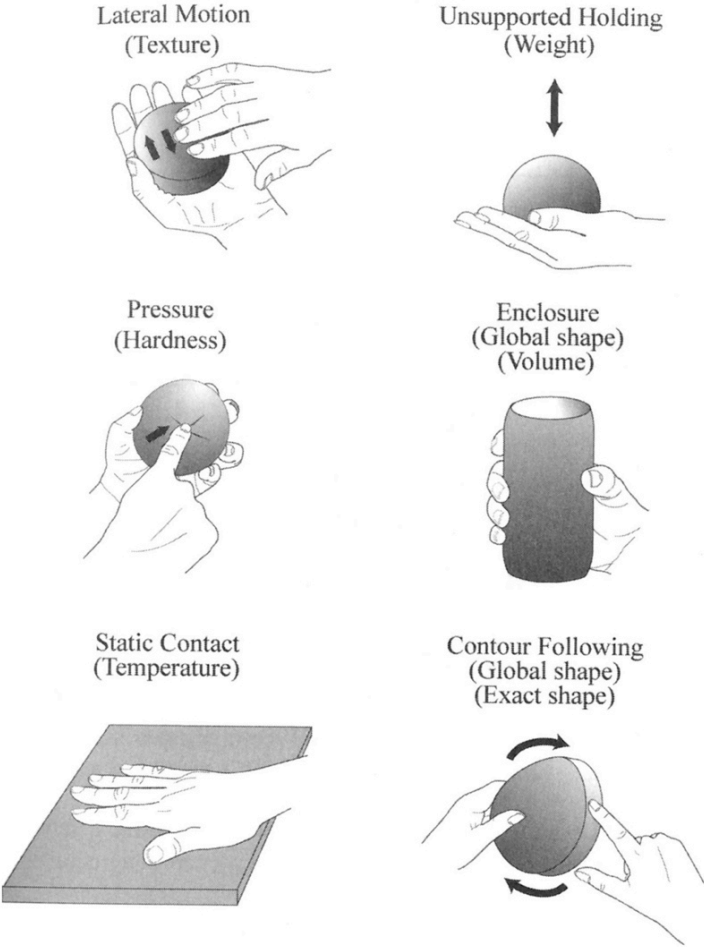 Lateral Motion
(Texture)
Unsupported Holding
(Weight)
Pressure
(Hardness)
Enclosure
(Global shape)
(Volume)
Static Contact
(Temperature)
Contour Following
(Global shape)
(Exact shape)